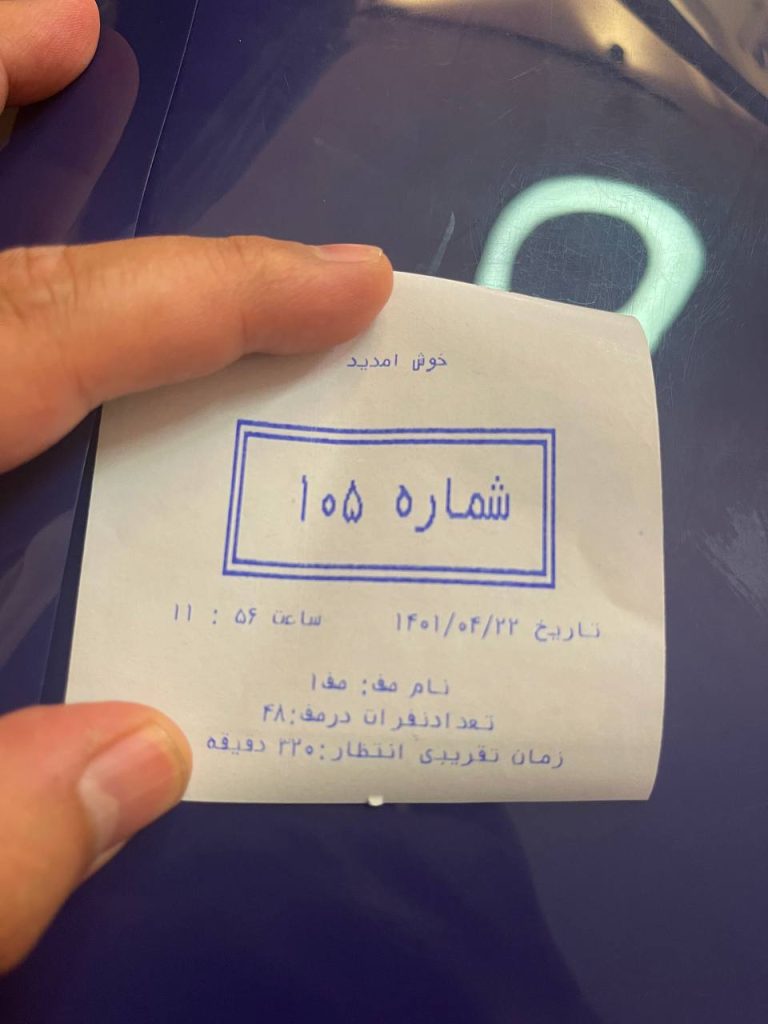 خوش امدید
شماره ۱۰۵
تاریخ ۱۴۰۱/۰۴/۲۲ ساعت ۵۶ : ۱۱
نام صف: صف۱
تعدادنفرات درصف:۴۸
زمان تقریبی انتظار:۲۲۰ دقیقه